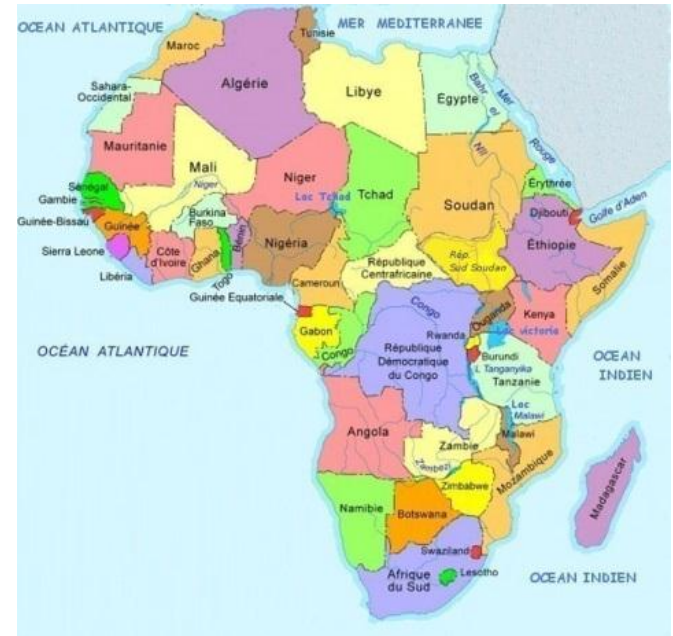 OCEAN ATLANTIQUE
MER MEDITERRANEE
Maroc
Tunisie
Algérie
Libye
Egypte
Bahr el
Mer
Rouge
Sahara-
Occidental
Mauritanie
Mali
Niger
Niger
Tchad
Lac Tchad
Soudan
Nil
Erythrée
Golfe d'Aden
Djibouti
Sénégal
Gambie
Guinée-Bissau
Guinée
Sierra Leone
Libéria
Côte
d'Ivoire
Burkina
Faso
Ghana
Togo
Bénin
Nigéria
Cameroun
République
Centrafricaine
Rép.
Sud Soudan
Éthiopie
Somalie
Guinée Equatoriale
Gabon
Congo
Congo
République
Démocratique
du Congo
Ouganda
Kenya
Rwanda
Lac victoria
Burundi
L Tanganyika
Tanzanie
OCÉAN ATLANTIQUE
OCEAN
INDIEN
Angola
Zambie
Zambezi
Lac
Malawi
Malawi
Mozambique
Zimbabwe
Madagascar
Namibie
Botswana
Swaziland
Lesotho
Afrique
du Sud
OCEAN INDIEN